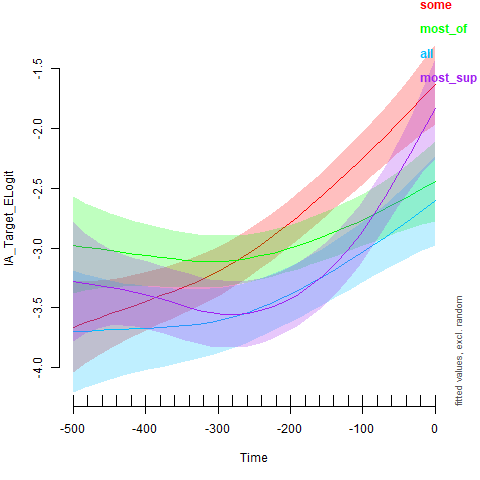 some
most_of
all
most_sup
-1.5
-2.0
-2.5
-3.0
-3.5
-4.0
IA_Target_ELogit
-500
-400
-300
-200
-100
0
Time
fitted values, excl. random